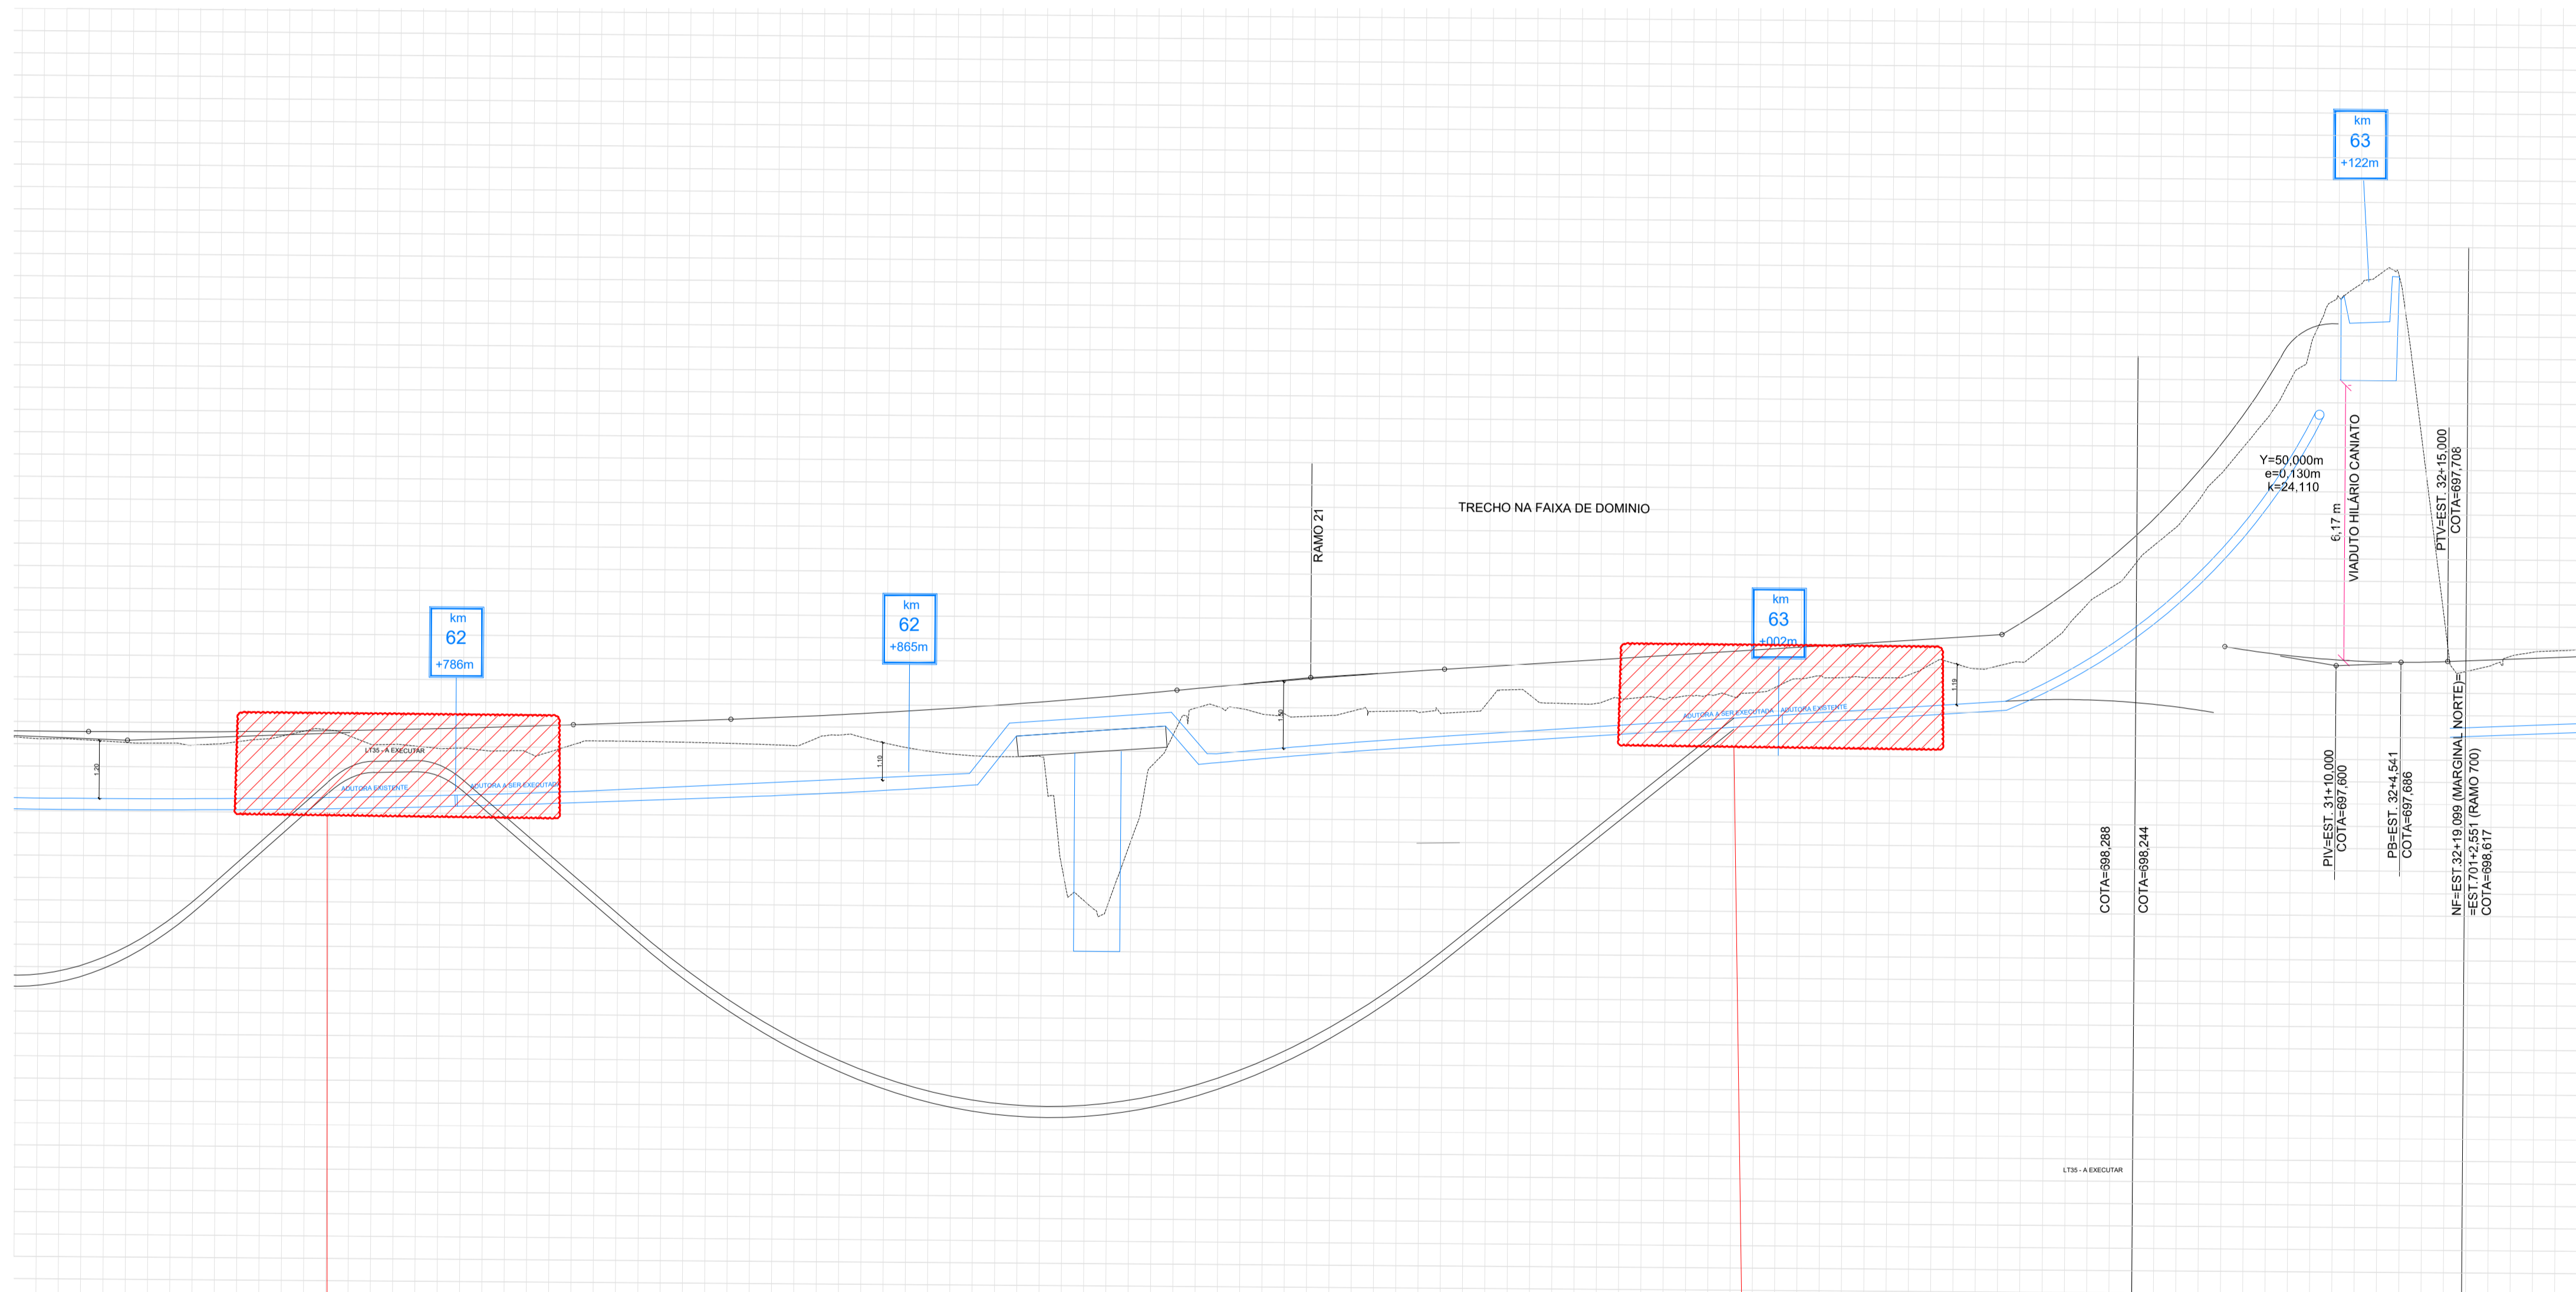 km
63
+122m
TRECHO NA FAIXA DE DOMINIO
RAMO 21
km
62
+786m
km
62
+865m
km
63
+002m
Y=50,000m
e=0,130m
k=24,110
6,17 m
VIADUTO HILÁRIO CANIATO
PTV=EST. 32+15,000
COTA=697,708
LT35 - A EXECUTAR
ADUTORA EXISTENTE
ADUTORA A SER EXECUTADA
ADUTORA A SER EXECUTADA
ADUTORA EXISTENTE
1.20
1.10
1.19
COTA=698,288
COTA=698,244
PIV=EST. 31+10,000
COTA=697,600
PB=EST. 32+4,541
COTA=697,686
NF=EST.32+19,099 (MARGINAL NORTE)=
=EST.701+2,551 (RAMO 700)
COTA=698,617
LT35 - A EXECUTAR